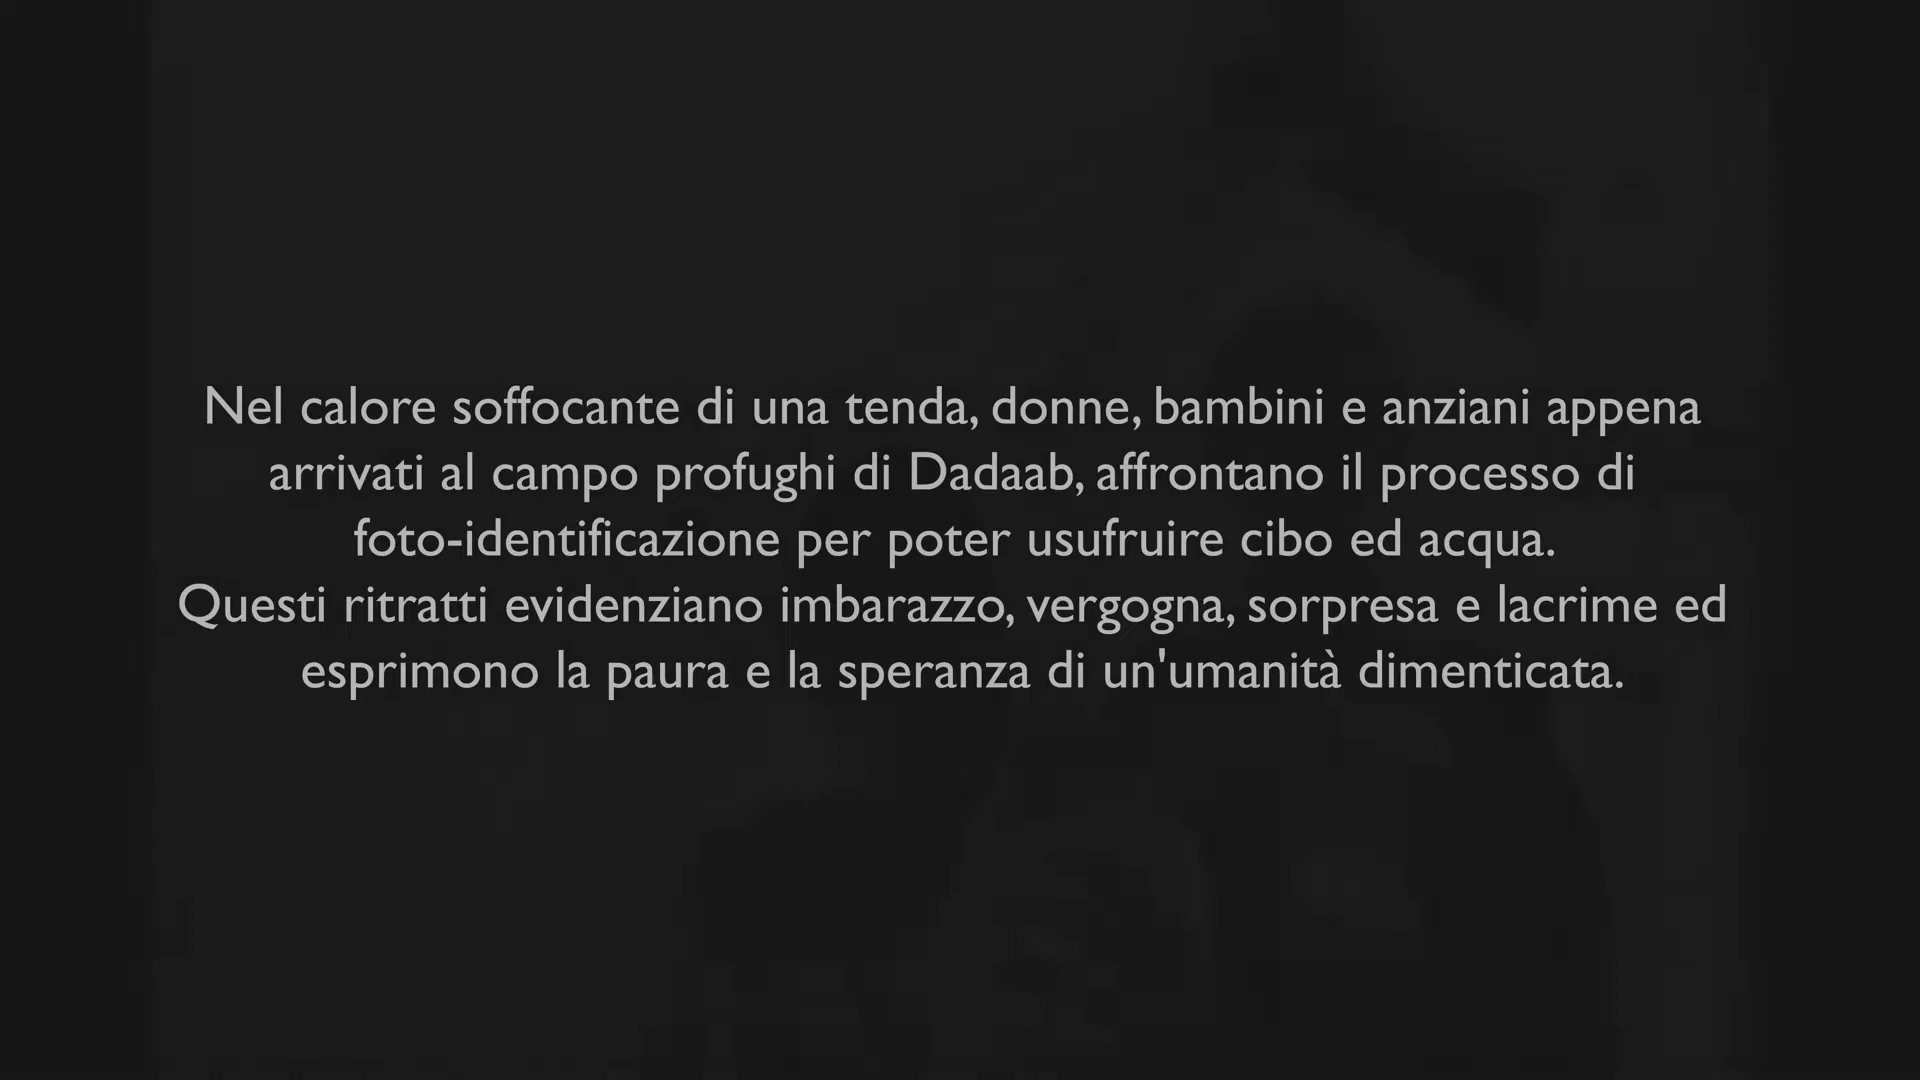 Nel calore soffocante di una tenda, donne, bambini e anziani appena
arrivati al campo profughi di Dadaab, affrontano il processo di
foto-identificazione per poter usufruire cibo ed acqua.
Questi ritratti evidenziano imbarazzo, vergogna, sorpresa e lacrime ed
esprimono la paura e la speranza di un'umanità dimenticata.